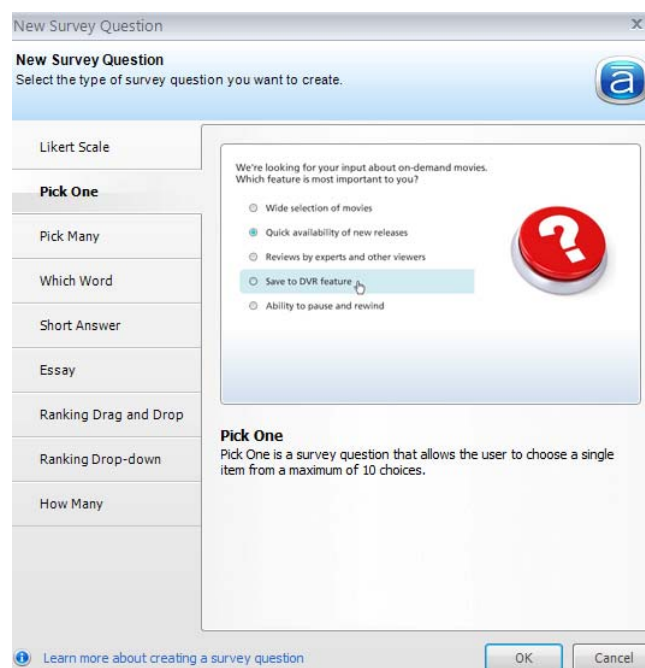 New Survey Question
x
New Survey Question
Select the type of survey question you want to create.
ā
Likert Scale
Pick One
Pick Many
Which Word
Short Answer
Essay
Ranking Drag and Drop
Ranking Drop-down
How Many
We're looking for your input about on-demand movies.
Which feature is most important to you?
Wide selection of movies
Quick availability of new releases
Reviews by experts and other viewers
Save to DVR feature
Ability to pause and rewind
?
Pick One
Pick One is a survey question that allows the user to choose a single
item from a maximum of 10 choices.
Learn more about creating a survey question
OK
Cancel